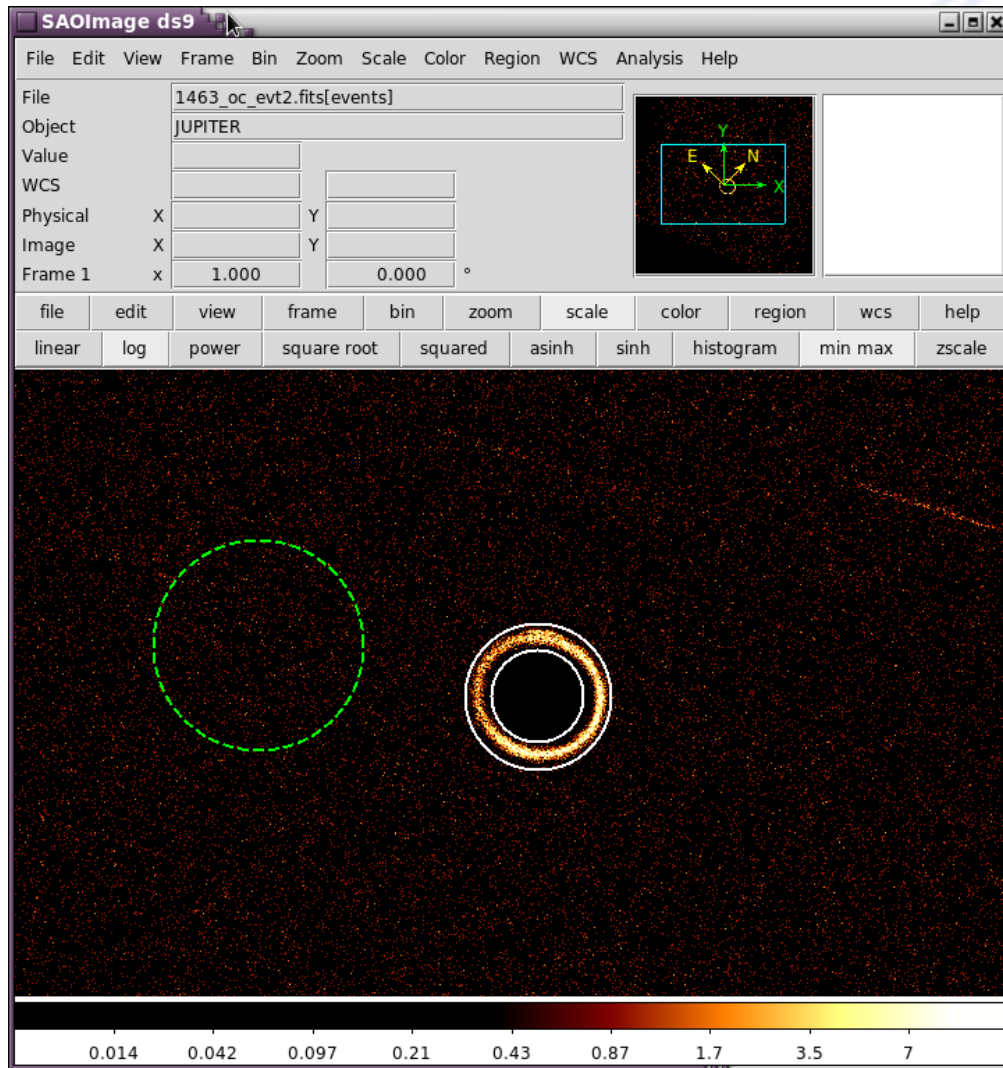 SAOImage ds9
File Edit View Frame Bin Zoom Scale Color Region WCS Analysis Help
File 1463_oc_evt2.fits[events]
Object JUPITER
Value
WCS
Physical X Y
Image X Y
Frame 1 x 1.000 0.000 °
Y
E N
X
file edit view frame bin zoom scale color region wcs help
linear log power square root squared asinh sinh histogram min max zscale
0.014 0.042 0.097 0.21 0.43 0.87 1.7 3.5 7